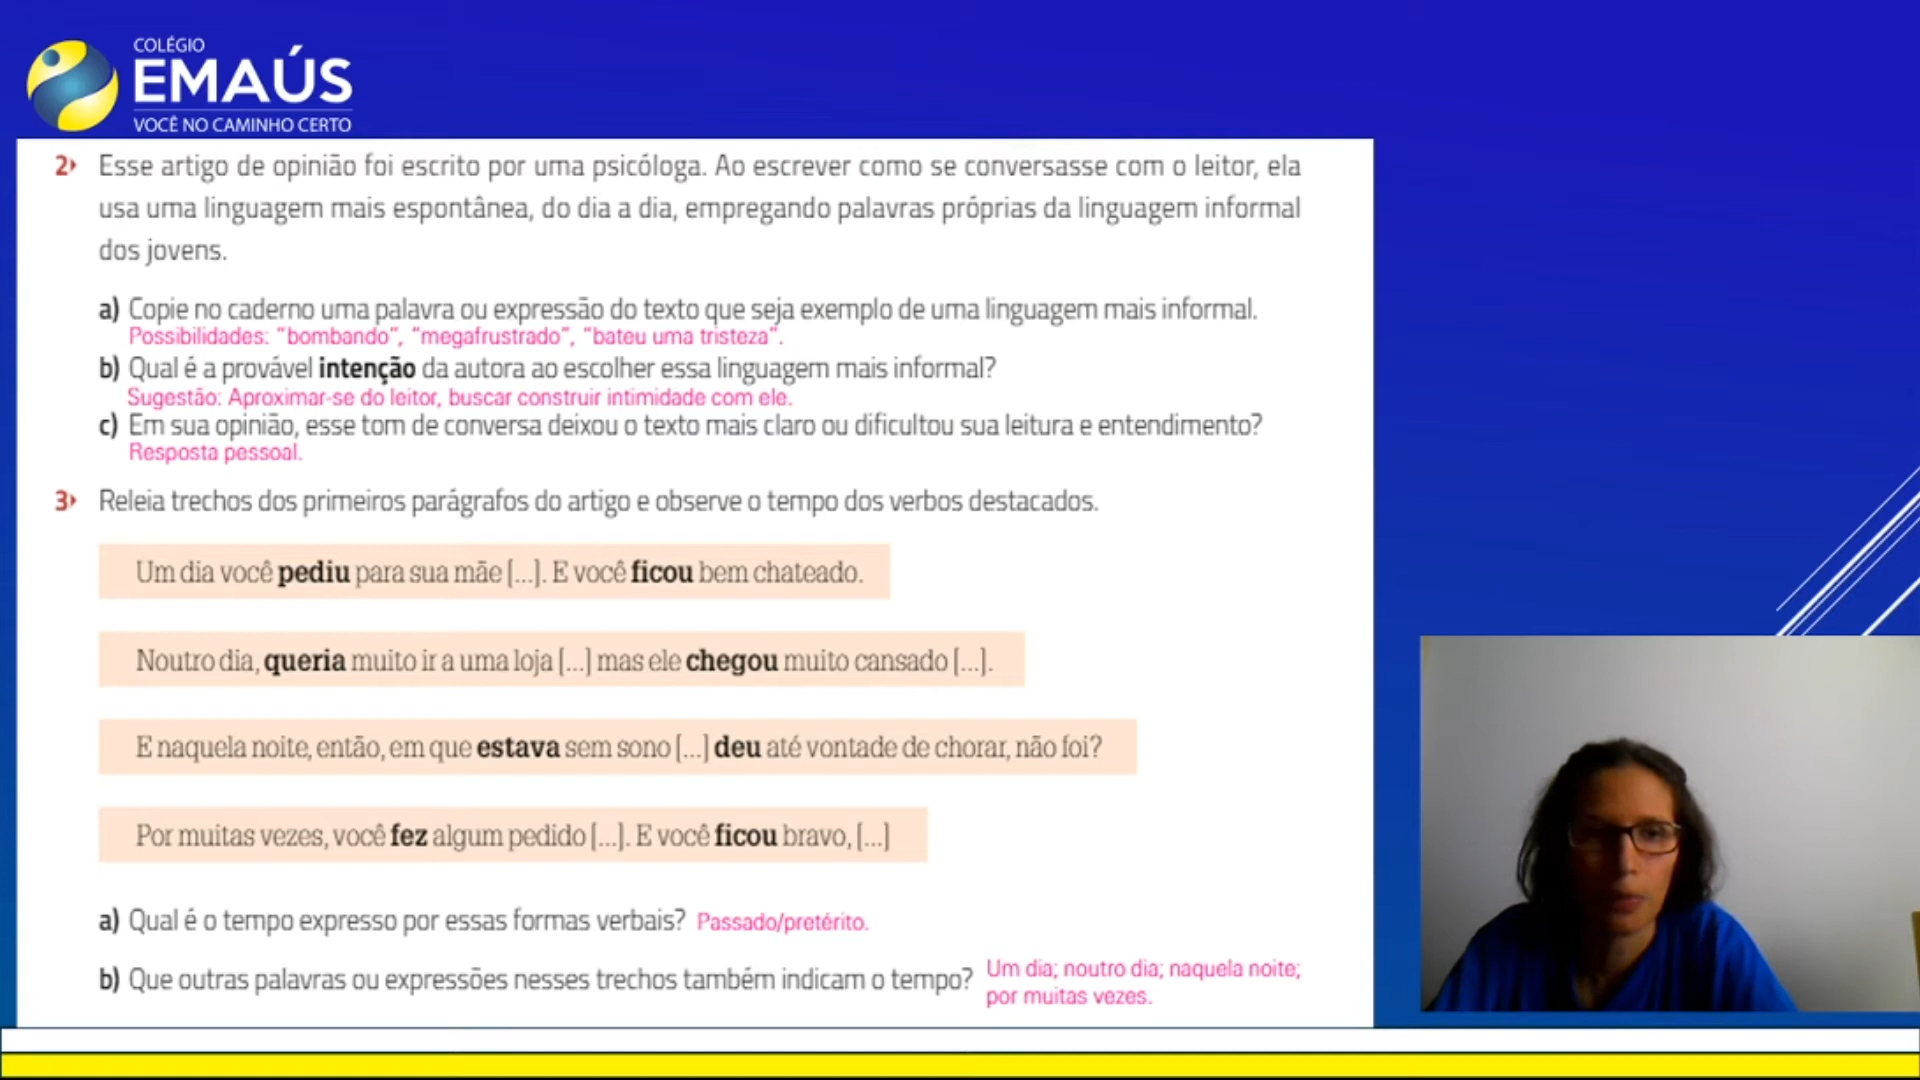 COLÉGIO
EMAÚS
VOCÊ NO CAMINHO CERTO
2 Esse artigo de opinião foi escrito por uma psicóloga. Ao escrever como se conversasse com o leitor, ela
usa uma linguagem mais espontânea, do dia a dia, empregando palavras próprias da linguagem informal
dos jovens.
a) Copie no caderno uma palavra ou expressão do texto que seja exemplo de uma linguagem mais informal.
Possibilidades: “bombando”, “megafrustrado”, “bateu uma tristeza”.
b) Qual é a provável intenção da autora ao escolher essa linguagem mais informal?
Sugestão: Aproximar-se do leitor, buscar construir intimidade com ele.
c) Em sua opinião, esse tom de conversa deixou o texto mais claro ou dificultou sua leitura e entendimento?
Resposta pessoal.
3 Releia trechos dos primeiros parágrafos do artigo e observe o tempo dos verbos destacados.
Um dia você pediu para sua mãe [...]. E você ficou bem chateado.
Noutro dia, queria muito ir a uma loja [...] mas ele chegou muito cansado [...].
E naquela noite, então, em que estava sem sono [...] deu até vontade de chorar, não foi?
Por muitas vezes, você fez algum pedido [...]. E você ficou bravo, [...]
a) Qual é o tempo expresso por essas formas verbais? Passado/pretérito.
b) Que outras palavras ou expressões nesses trechos também indicam o tempo? Um dia; noutro dia; naquela noite;
por muitas vezes.